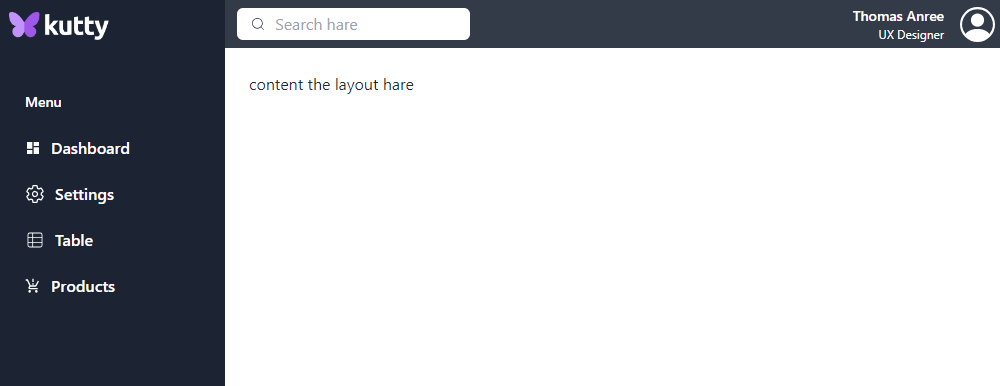 kutty
Search hare
Thomas Anree
UX Designer
Menu
Dashboard
Settings
Table
Products
content the layout hare